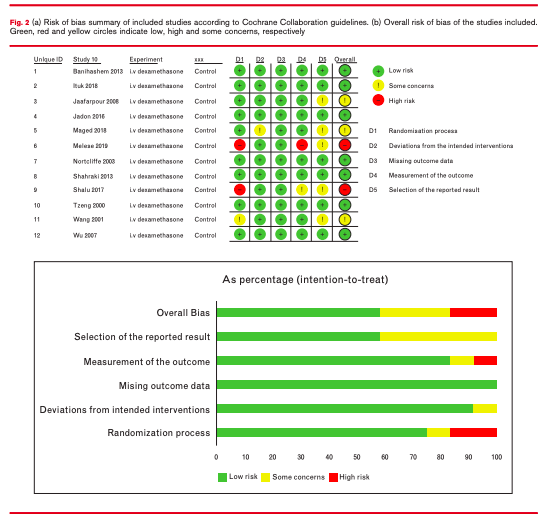 Fig. 2 (a) Risk of bias summary of included studies according to Cochrane Collaboration guidelines. (b) Overall risk of bias of the studies included.
Green, red and yellow circles indicate low, high and some concerns, respectively
Unique ID Study 10 Experiment xxx D1 D2 D3 D4 D5 Overall
1 Banihashem 2013 i.v dexamethasone Control + + + + + + Low risk
2 Ituk 2018 i.v dexamethasone Control + + + + + + ! Some concerns
3 Jaafarpour 2008 i.v dexamethasone Control + + + + ! ! High risk
4 Jadon 2016 i.v dexamethasone Control + + + + + +
5 Maged 2018 i.v dexamethasone Control + ! + + ! ! D1 Randomisation process
6 Melese 2019 i.v dexamethasone Control - + + - ! - D2 Deviations from the intended interventions
7 Nortcliffe 2003 i.v dexamethasone Control + + + + + + D3 Missing outcome data
8 Shahraki 2013 i.v dexamethasone Control + + + + + + D4 Measurement of the outcome
9 Shalu 2017 i.v dexamethasone Control - + + ! ! - D5 Selection of the reported result
10 Tzeng 2000 i.v dexamethasone Control + + + + + +
11 Wang 2001 i.v dexamethasone Control ! + + + ! !
12 Wu 2007 i.v dexamethasone Control + + + + + +
As percentage (intention-to-treat)
Overall Bias
Selection of the reported result
Measurement of the outcome
Mising outcome data
Deviations from intended interventions
Randomization process
0 10 20 30 40 50 60 70 80 90 100
Low risk Some concerns High risk